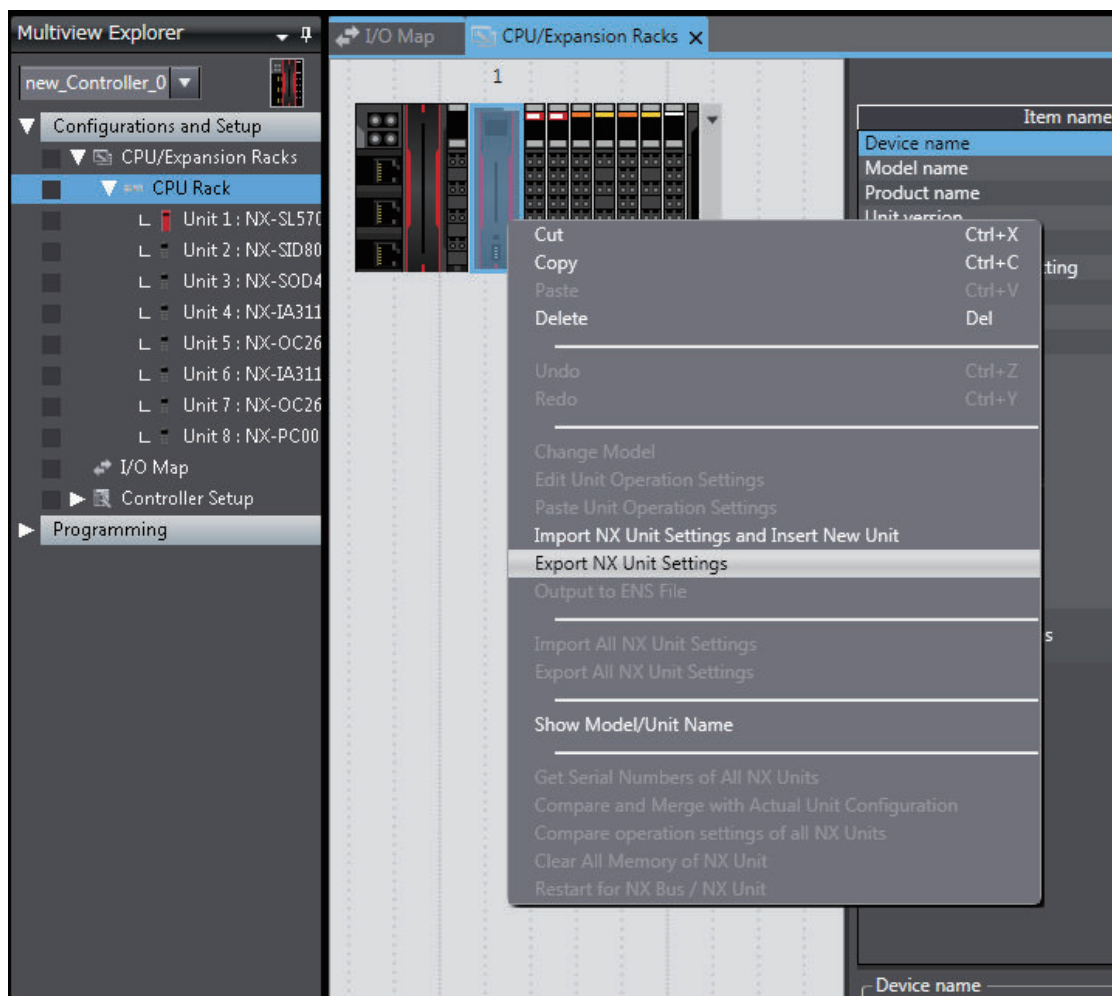 Multiview Explorer
new_Controller_0
Configurations and Setup
CPU/Expansion Racks
CPU Rack
Unit 1 : NX-SL570
Unit 2 : NX-SID80
Unit 3 : NX-SOD4
Unit 4 : NX-IA311
Unit 5 : NX-OC26
Unit 6 : NX-IA311
Unit 7 : NX-OC26
Unit 8 : NX-PC00
I/O Map
Controller Setup
Programming
I/O Map
CPU/Expansion Racks
1
Cut Ctrl+X
Copy Ctrl+C
Paste Ctrl+V
Delete Del
Undo Ctrl+Z
Redo Ctrl+Y
Change Model
Edit Unit Operation Settings
Paste Unit Operation Settings
Import NX Unit Settings and Insert New Unit
Export NX Unit Settings
Output to ENS File
Import All NX Unit Settings
Export All NX Unit Settings
Show Model/Unit Name
Get Serial Numbers of All NX Units
Compare and Merge with Actual Unit Configuration
Compare operation settings of all NX Units
Clear All Memory of NX Unit
Restart for NX Bus / NX Unit
Item name
Device name
Model name
Product name
Unit version
tting
s
Device name